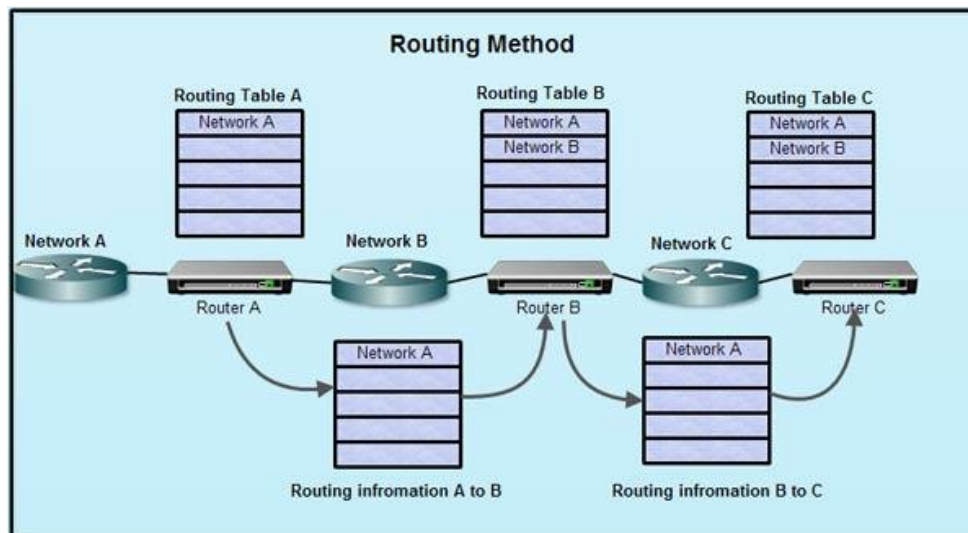 Routing Method
Routing Table A
Network A
Routing Table B
Network A
Network B
Routing Table C
Network A
Network B
Network A
Network B
Network C
Router A
Router B
Router C
Network A
Routing infromation A to B
Network A
Routing infromation B to C